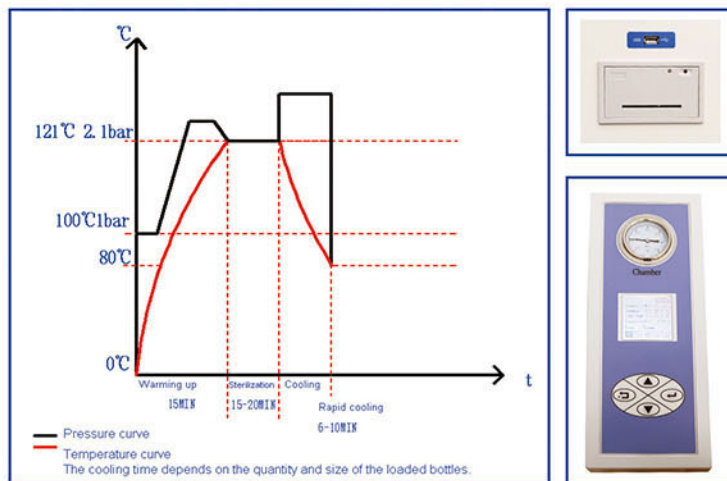 ℃
121℃ 2.1bar
100℃1bar
80℃
0℃
t
Warming up
15MIN
Sterilization
15-20MIN
Cooling
Rapid cooling
6-10MIN
Pressure curve
Temperature curve
The cooling time depends on the quantity and size of the loaded bottles.
Chamber